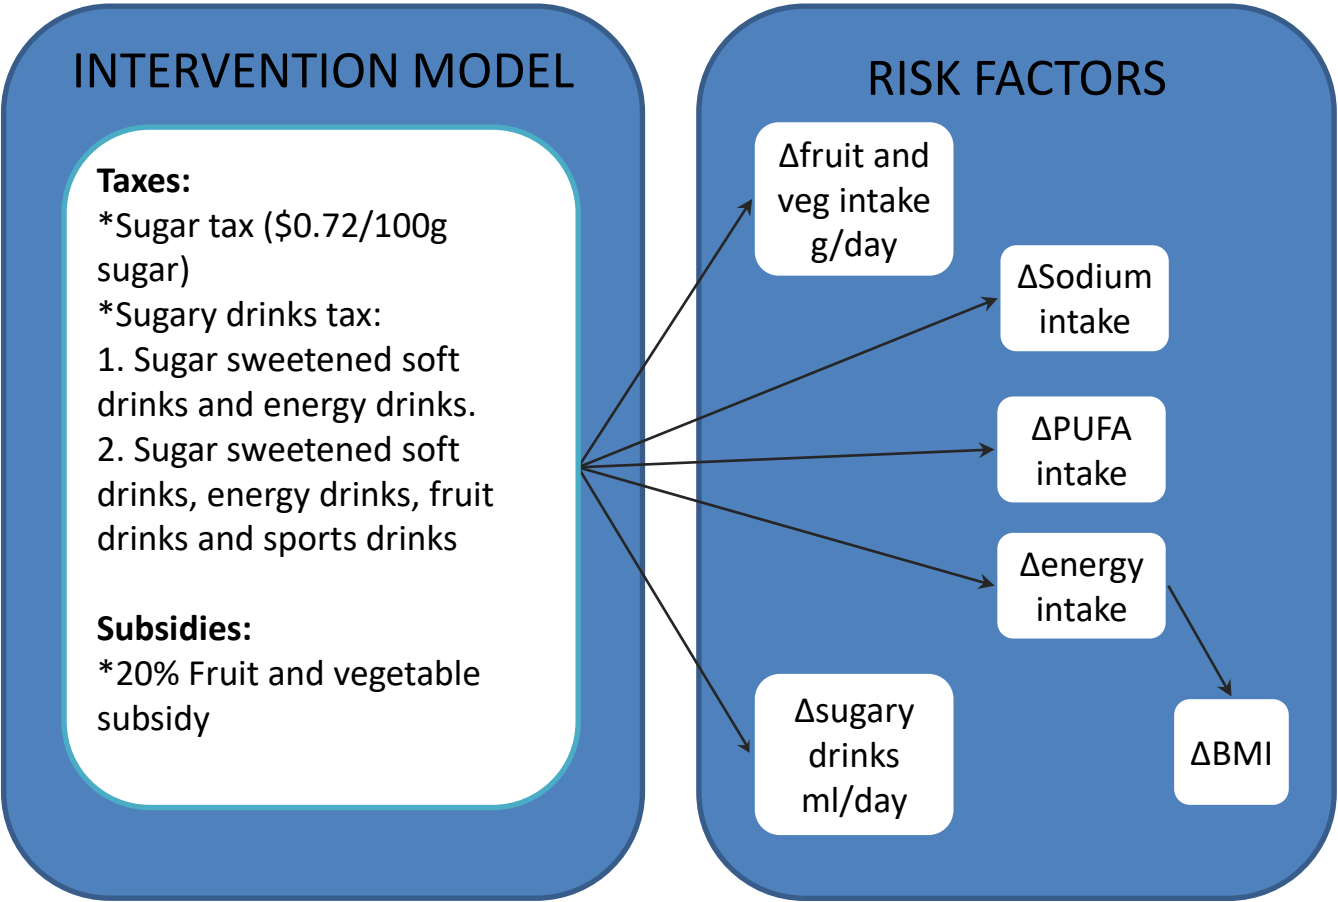 INTERVENTION MODEL
Taxes:
*Sugar tax ($0.72/100g
sugar)
*Sugary drinks tax:
1. Sugar sweetened soft
drinks and energy drinks.
2. Sugar sweetened soft
drinks, energy drinks, fruit
drinks and sports drinks
Subsidies:
*20% Fruit and vegetable
subsidy
RISK FACTORS
Δfruit and
veg intake
g/day
ΔSodium
intake
ΔPUFA
intake
Δenergy
intake
Δsugary
drinks
ml/day
ΔBMI